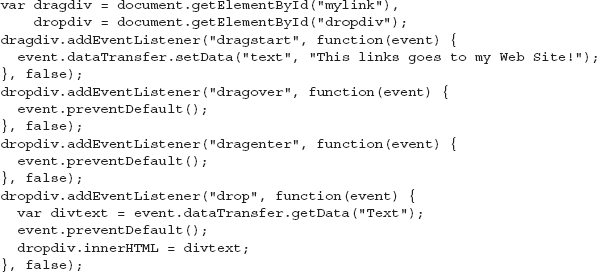 var dragdiv = document.getElementById("mylink"),
    dropdiv = document.getElementById("dropdiv");
dragdiv.addEventListener("dragstart", function(event) {
  event.dataTransfer.setData("text", "This links goes to my Web Site!");
}, false);
dropdiv.addEventListener("dragover", function(event) {
  event.preventDefault();
}, false);
dropdiv.addEventListener("dragenter", function(event) {
  event.preventDefault();
}, false);
dropdiv.addEventListener("drop", function(event) {
  var divtext = event.dataTransfer.getData("Text");
  event.preventDefault();
  dropdiv.innerHTML = divtext;
}, false);